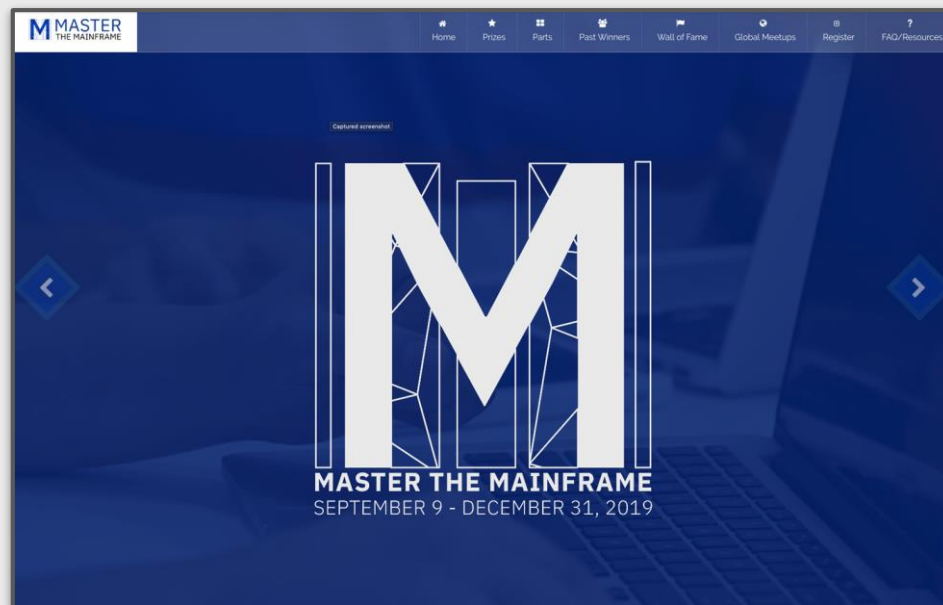 MASTER
THE MAINFRAME
Home
Prizes
Parts
Past Winners
Wall of Fame
Global Meetups
Register
?
FAQ/Resources
Captured screenshot
MASTER THE MAINFRAME
SEPTEMBER 9 - DECEMBER 31, 2019